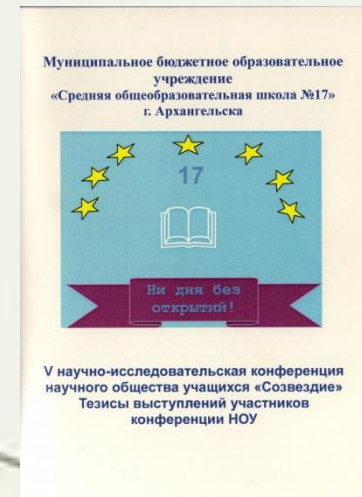 Муниципальное бюджетное образовательное
учреждение
«Средняя общеобразовательная школа №17»
г. Архангельска
17
Ни дня без
открытий!
V научно-исследовательская конференция
научного общества учащихся «Созвездие»
Тезисы выступлений участников
конференции НОУ